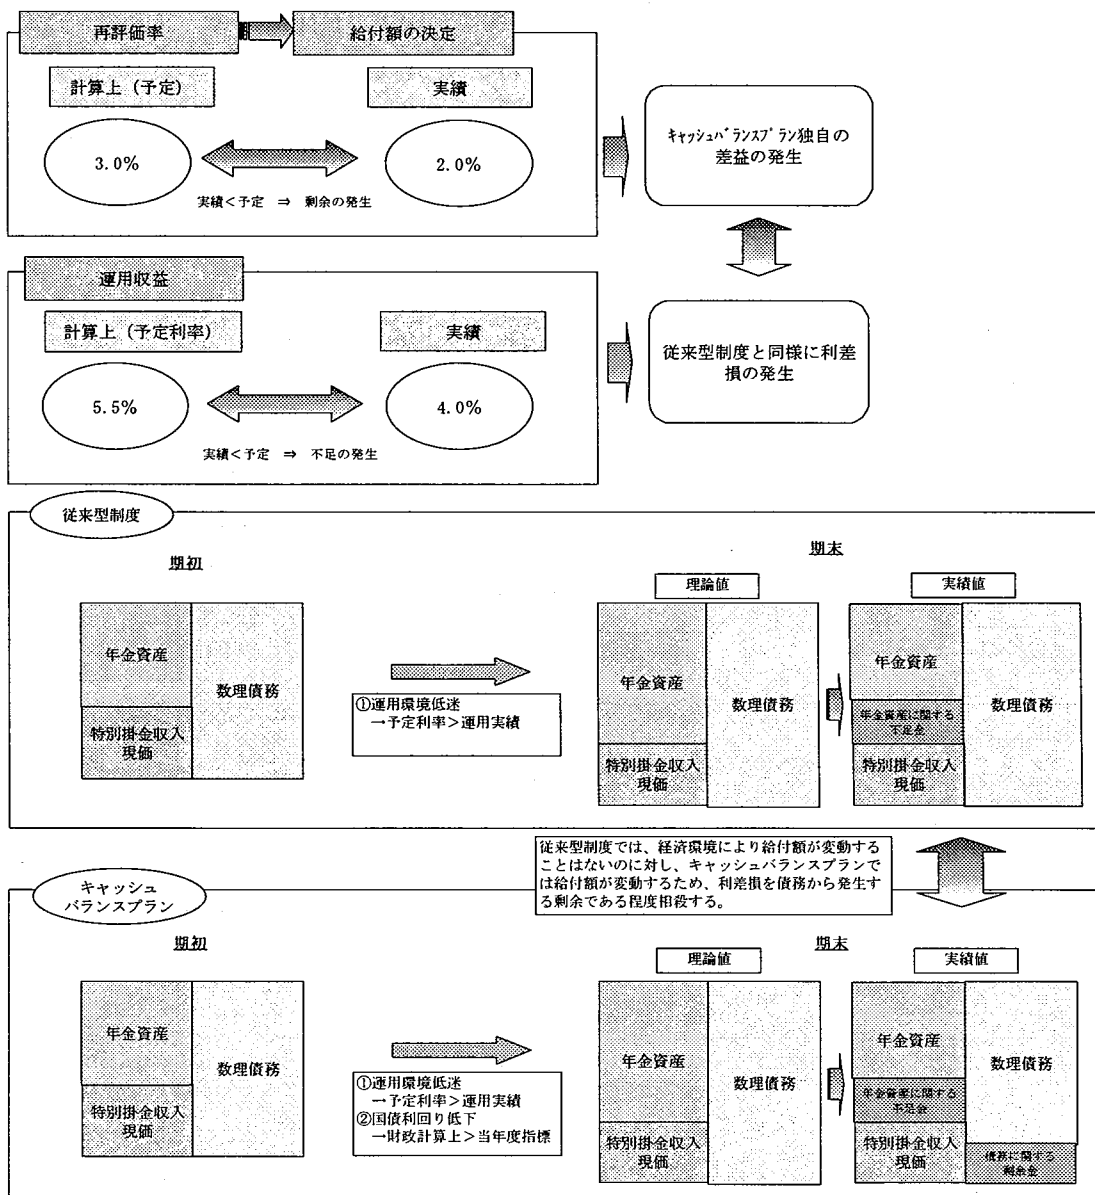 再評価率
給付額の決定
計算上（予定）
実績
3.0%
2.0%
実績＜予定　⇒　剰余の発生
ｷｬｯｼｭﾊﾞﾗﾝｽﾌﾟﾗﾝ独自の
差益の発生
運用収益
計算上（予定利率）
実績
5.5%
4.0%
実績＜予定　⇒　不足の発生
従来型制度と同様に利差
損の発生
従来型制度
期初
期末
理論値
実績値
年金資産
数理債務
特別掛金収入
現価
①運用環境低迷
→予定利率＞運用実績
年金資産
数理債務
特別掛金収入
現価
年金資産
年金資産に関する
不足金
特別掛金収入
現価
数理債務
従来型制度では、経済環境により給付額が変動する
ことはないのに対し、キャッシュバランスプランで
は給付額が変動するため、利差損を債務から発生す
る剰余である程度相殺する。
キャッシュ
バランスプラン
期初
期末
理論値
実績値
年金資産
数理債務
特別掛金収入
現価
①運用環境低迷
→予定利率＞運用実績
②国債利回り低下
→財政計算上＞当年度指標
年金資産
数理債務
特別掛金収入
現価
年金資産
年金資産に関する
不足金
特別掛金収入
現価
数理債務
債務に関する
剰余金